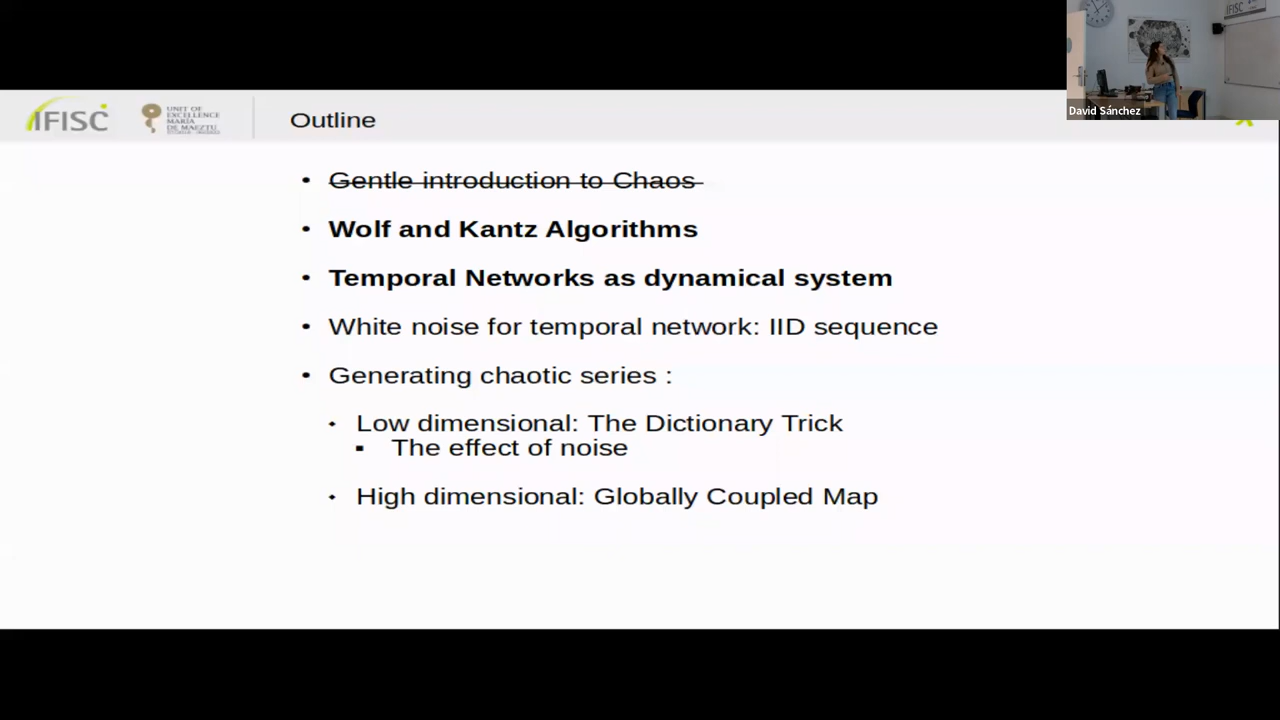 IFISC
David Sánchez
IFISC
UNIT OF
EXCELLENCE
MARÍA
DE MAEZTU
Outline
Gentle introduction to Chaos
Wolf and Kantz Algorithms
Temporal Networks as dynamical system
White noise for temporal network: IID sequence
Generating chaotic series :
Low dimensional: The Dictionary Trick
The effect of noise
High dimensional: Globally Coupled Map